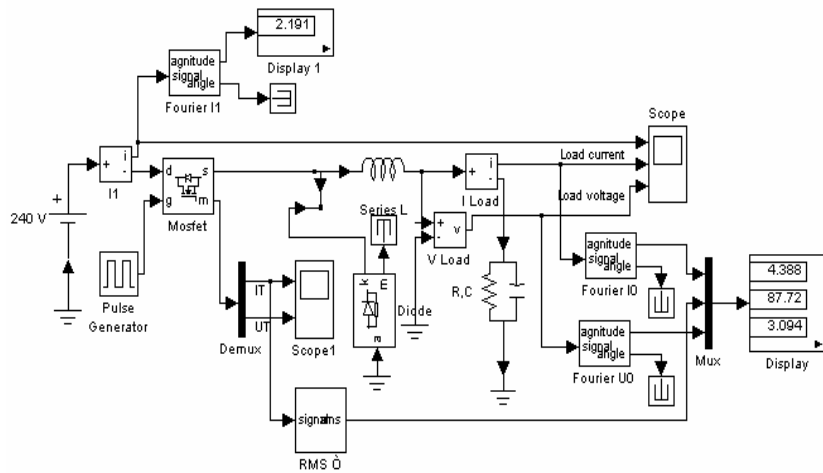 2.191
Display 1
agnitude
signal
angle
Fourier I1
Scope
Load current
Load voltage
+
i
-
I1
d
s
g
m
Mosfet
+
240 V
+
i
-
I Load
Series L
+
-
v
V Load
Pulse
Generator
IT
UT
Demux
Scope1
k
m
a
Diode
R,C
agnitude
signal
angle
Fourier I0
agnitude
signal
angle
Fourier U0
Mux
4.388
87.72
3.094
Display
signalrms
RMS Ò